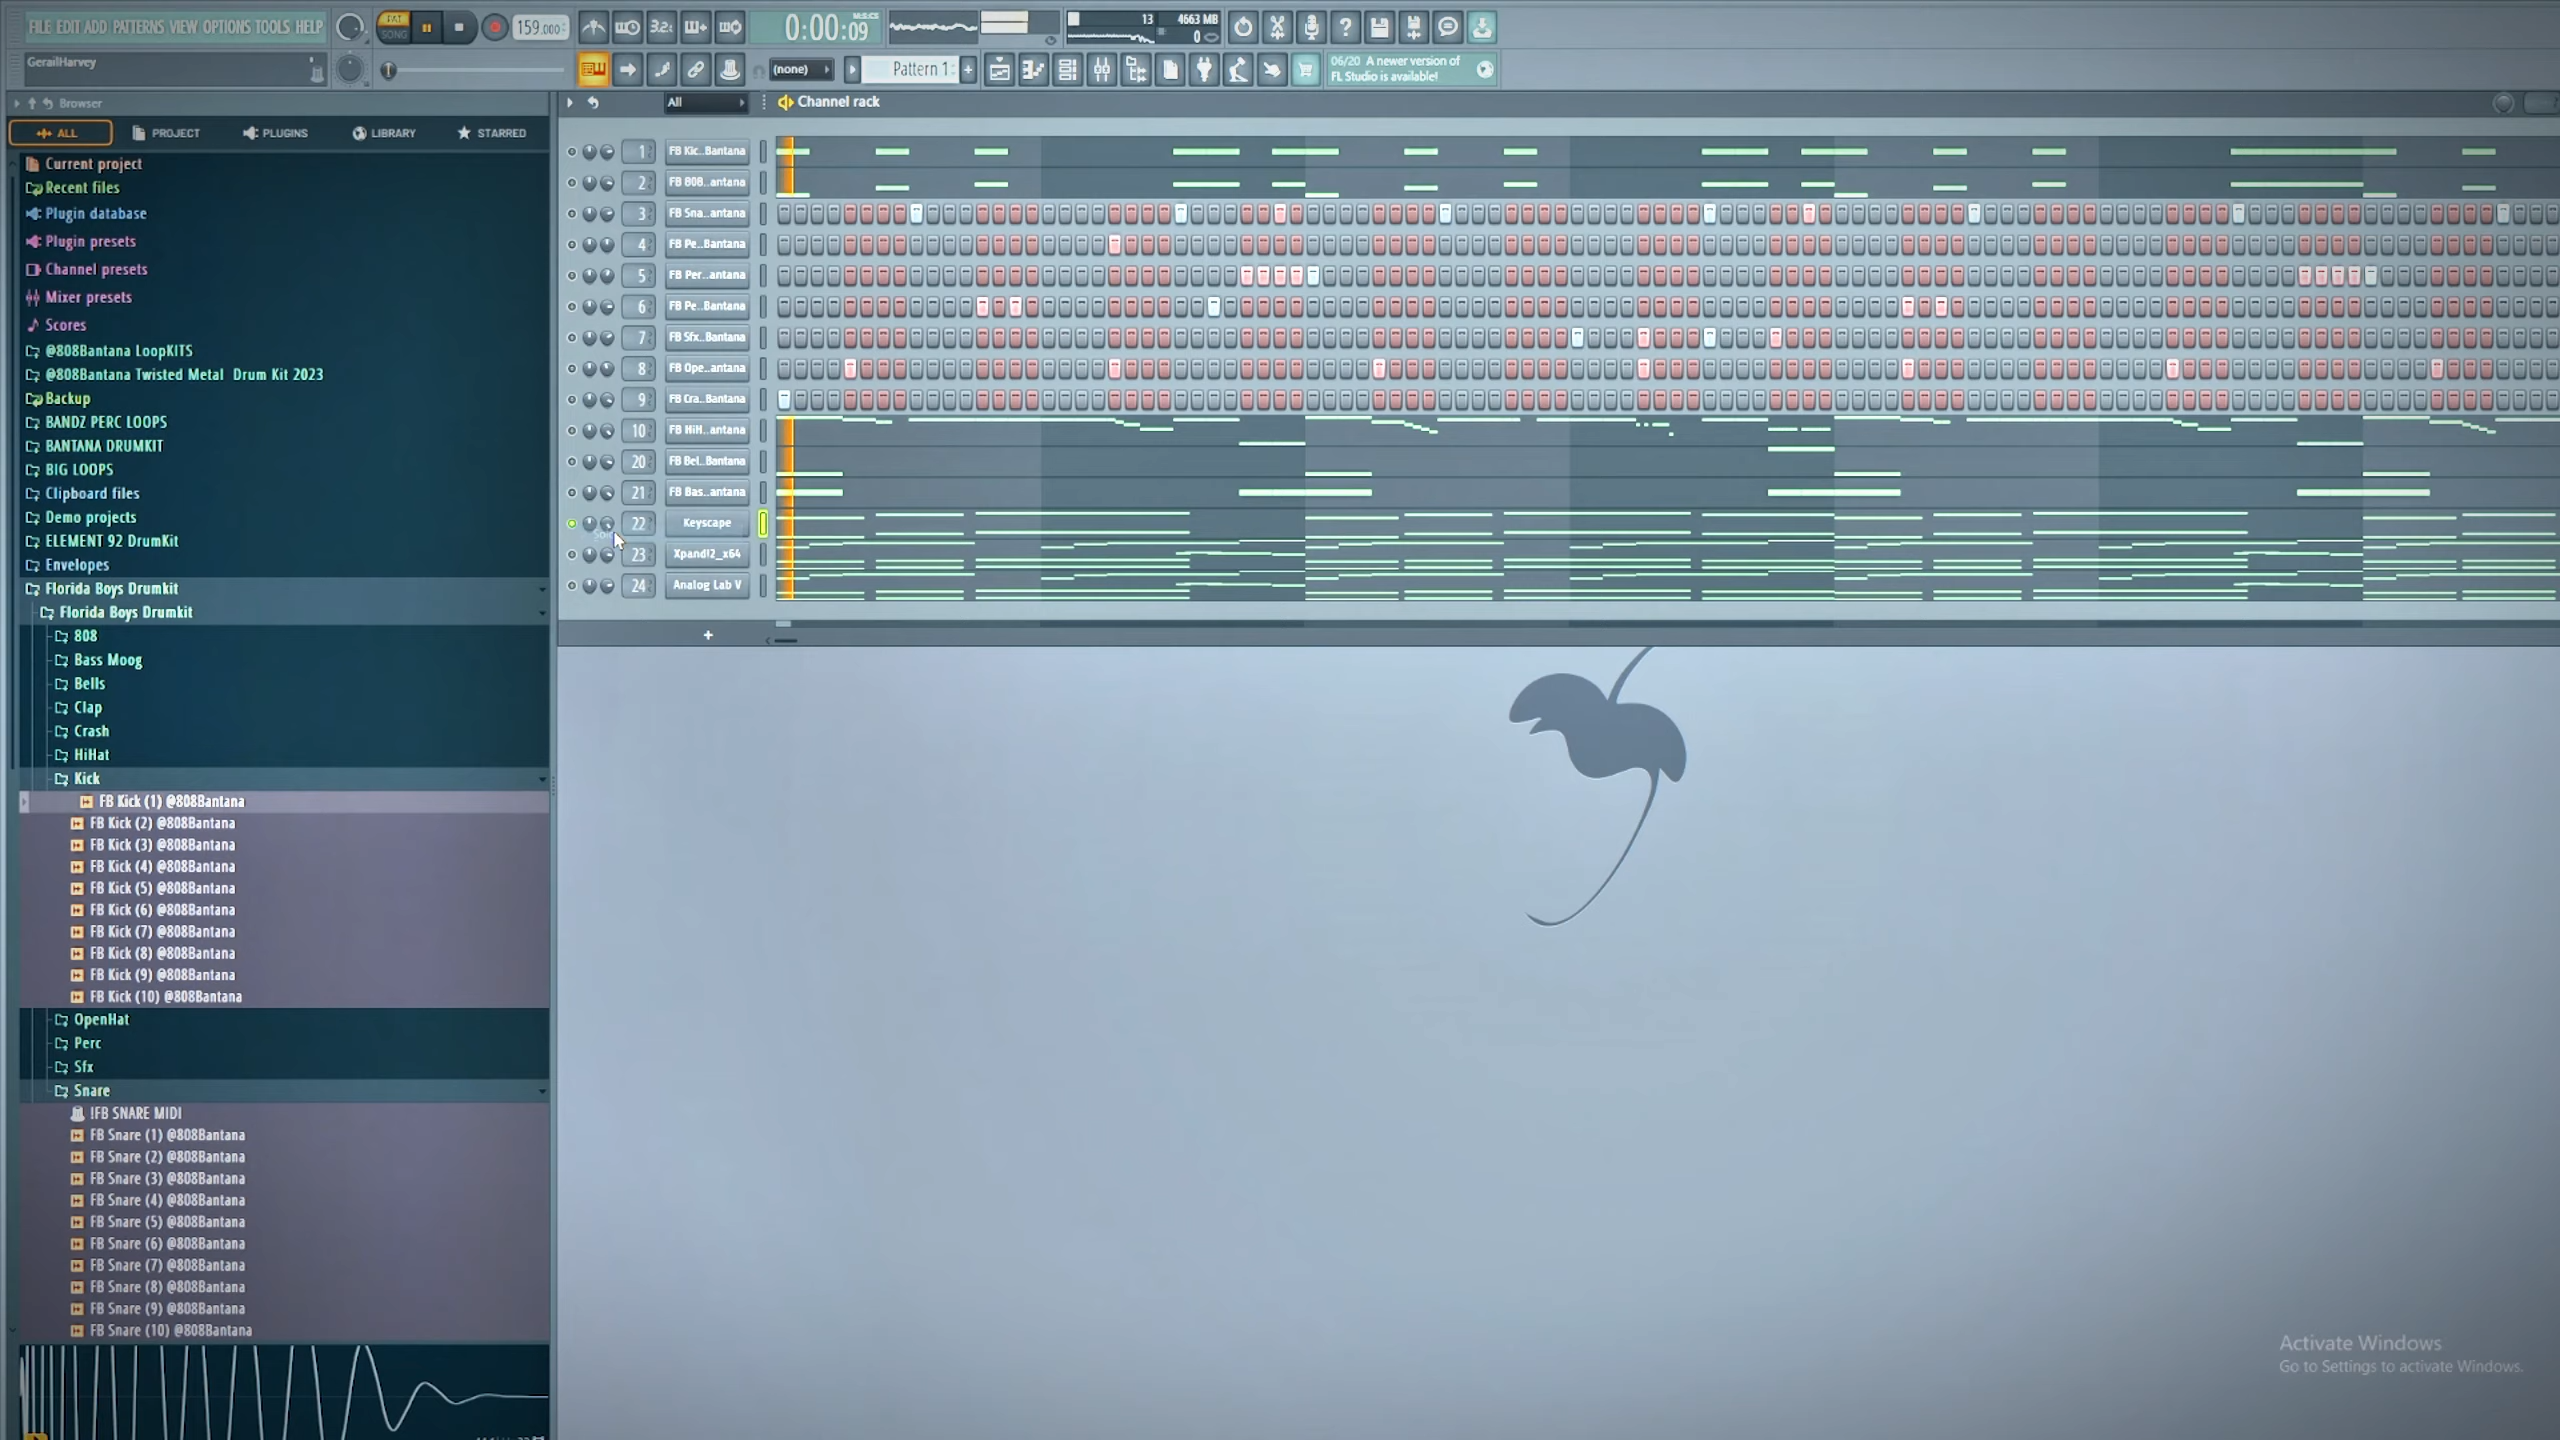 FILE EDIT ADD PATTERNS VIEW OPTIONS TOOLS HELP
PAT
SONG
159.000
3.2.
0:00:09
M:S:CS
13
4663 MB
0
GerailHarvey
(none)
Pattern 1
+
06/20 A newer version of
FL Studio is available!
Browser
All
Channel rack
ALL
PROJECT
PLUGINS
LIBRARY
STARRED
Current project
Recent files
Plugin database
Plugin presets
Channel presets
Mixer presets
Scores
@808Bantana LoopKITS
@808Bantana Twisted Metal Drum Kit 2023
Backup
BANDZ PERC LOOPS
BANTANA DRUMKIT
BIG LOOPS
Clipboard files
Demo projects
ELEMENT 92 DrumKit
Envelopes
Florida Boys Drumkit
Florida Boys Drumkit
808
Bass Moog
Bells
Clap
Crash
HiHat
Kick
FB Kick (1) @808Bantana
FB Kick (2) @808Bantana
FB Kick (3) @808Bantana
FB Kick (4) @808Bantana
FB Kick (5) @808Bantana
FB Kick (6) @808Bantana
FB Kick (7) @808Bantana
FB Kick (8) @808Bantana
FB Kick (9) @808Bantana
FB Kick (10) @808Bantana
OpenHat
Perc
Sfx
Snare
!FB SNARE MIDI
FB Snare (1) @808Bantana
FB Snare (2) @808Bantana
FB Snare (3) @808Bantana
FB Snare (4) @808Bantana
FB Snare (5) @808Bantana
FB Snare (6) @808Bantana
FB Snare (7) @808Bantana
FB Snare (8) @808Bantana
FB Snare (9) @808Bantana
FB Snare (10) @808Bantana
1 FB Kic..Bantana
2 FB 808..antana
3 FB Sna..antana
4 FB Pe..Bantana
5 FB Per..antana
6 FB Pe..Bantana
7 FB Sfx..Bantana
8 FB Ope..antana
9 FB Cra..Bantana
10 FB HiH..antana
20 FB Bel..Bantana
21 FB Bas..antana
22 Keyscape
23 Xpand!2_x64
24 Analog Lab V
+
Activate Windows
Go to Settings to activate Windows.